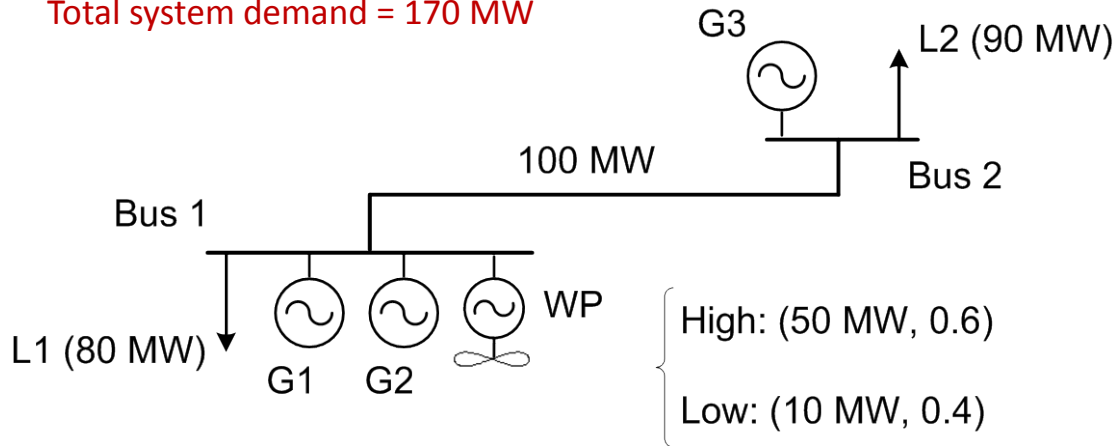 Total system demand = 170 MW
G3
L2 (90 MW)
100 MW
Bus 2
Bus 1
WP
High: (50 MW, 0.6)
L1 (80 MW)
G1
G2
Low: (10 MW, 0.4)